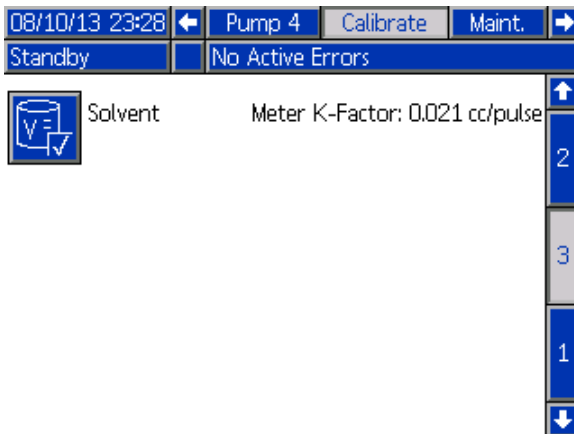 08/10/13 23:28 Pump 4 Calibrate Maint.
Standby No Active Errors
Solvent Meter K-Factor: 0.021 cc/pulse
2
3
1